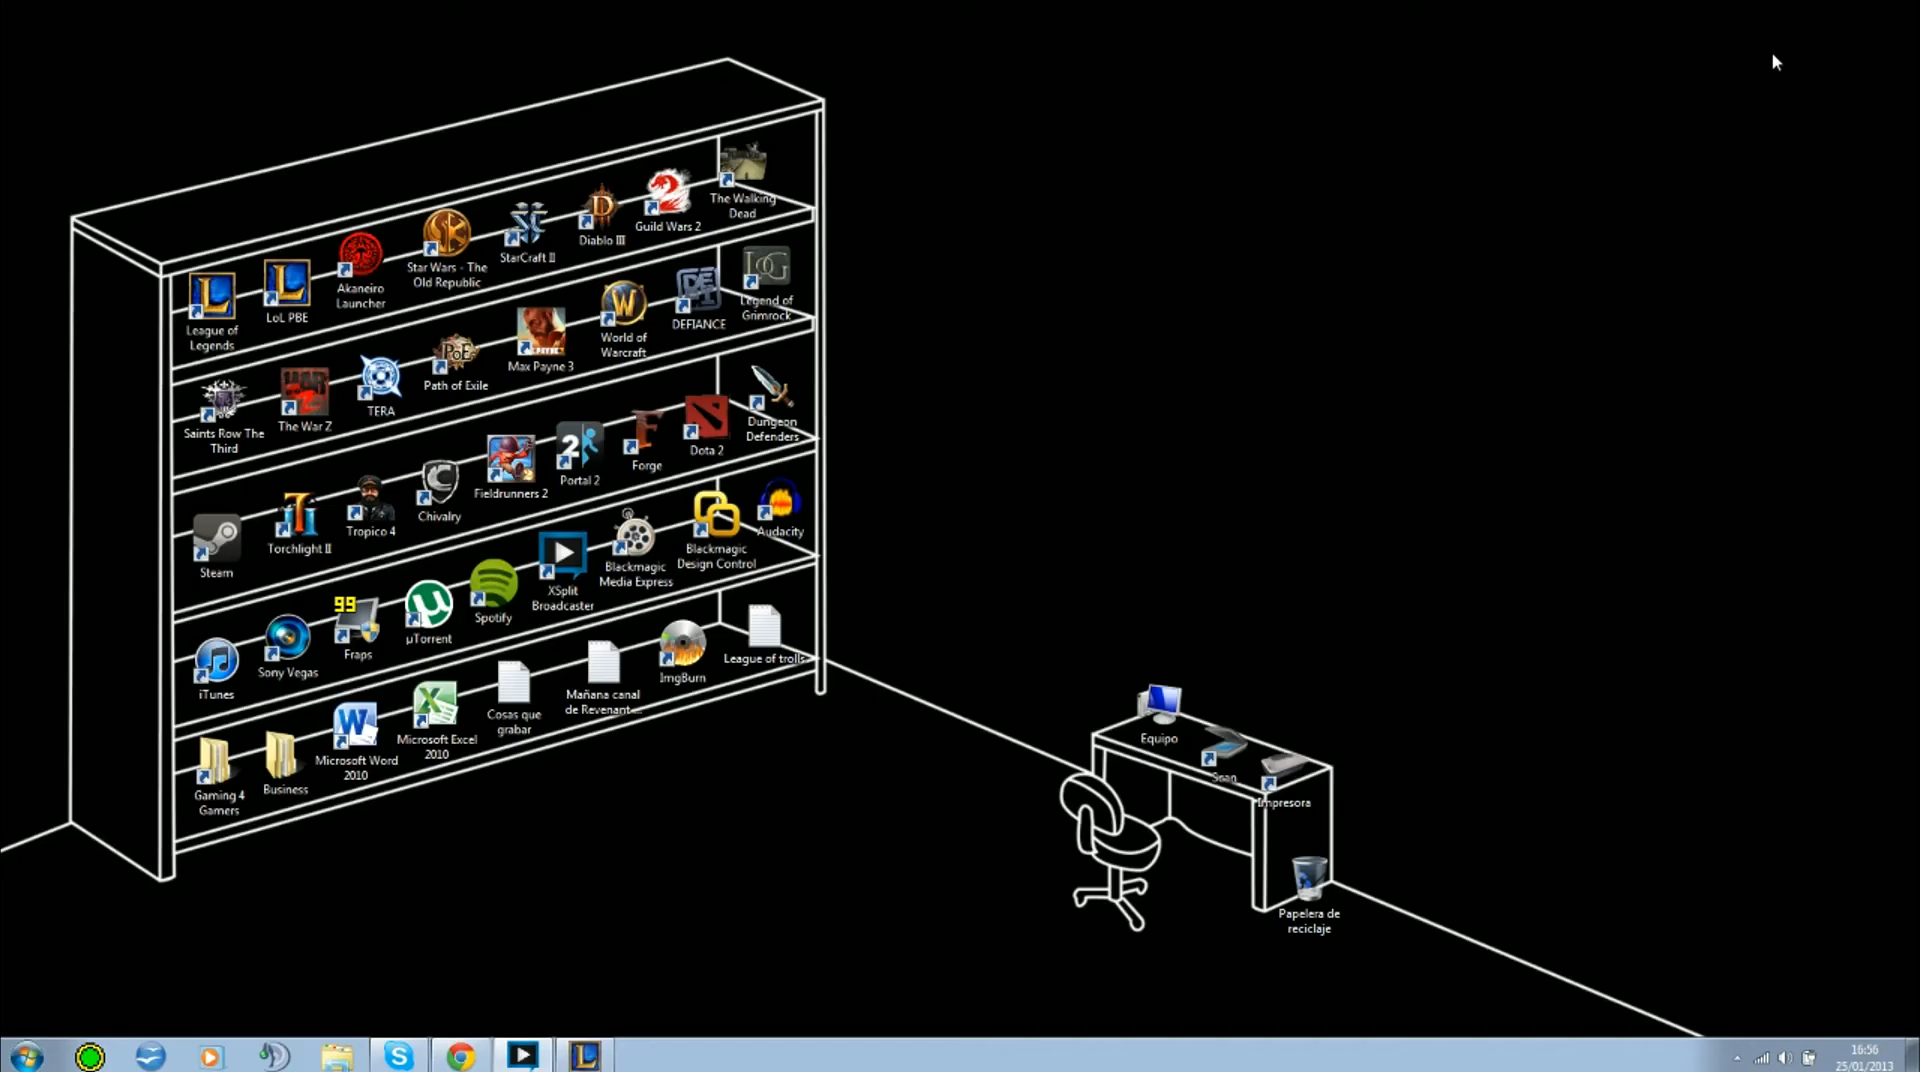 The Walking
Dead
Guild Wars 2
Diablo III
StarCraft II
Star Wars - The
Old Republic
Akaneiro
Launcher
LoL PBE
League of
Legends
Legend of
Grimrock
DEFIANCE
World of
Warcraft
Max Payne 3
Path of Exile
TERA
The War Z
Saints Row The
Third
Dungeon
Defenders
Dota 2
Forge
Portal 2
Fieldrunners 2
Chivalry
Tropico 4
Torchlight II
Steam
Audacity
Blackmagic
Design Control
Blackmagic
Media Express
XSplit
Broadcaster
Spotify
µTorrent
99
Fraps
Sony Vegas
iTunes
League of trolls
ImgBurn
Mañana canal
de Revenant...
Cosas que
grabar
Microsoft Excel
2010
Microsoft Word
2010
Business
Gaming 4
Gamers
Equipo
Scan
Impresora
Papelera de
reciclaje
16:56
25/01/2013